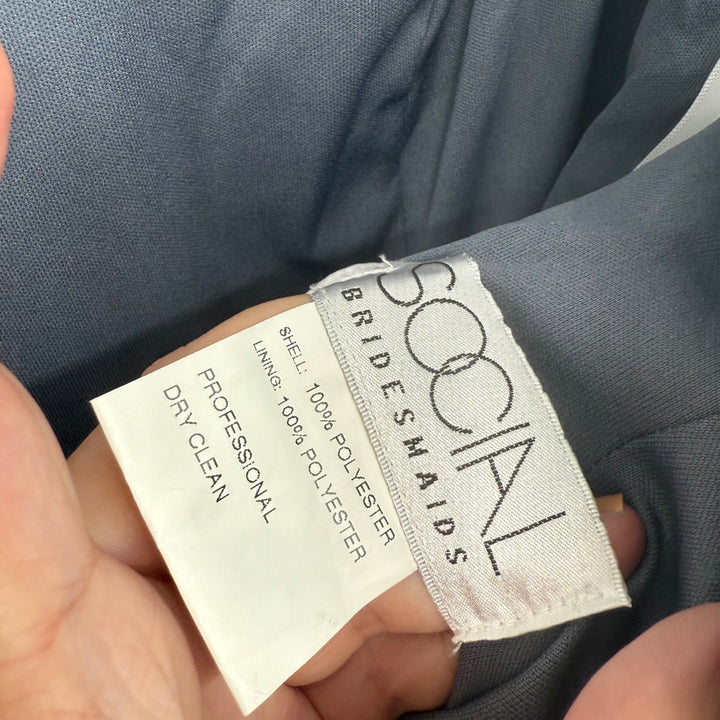 SOCIAL
BRIDESMAIDS
SHELL: 100% POLYESTER
LINING: 100% POLYESTER
PROFESSIONAL
DRY CLEAN